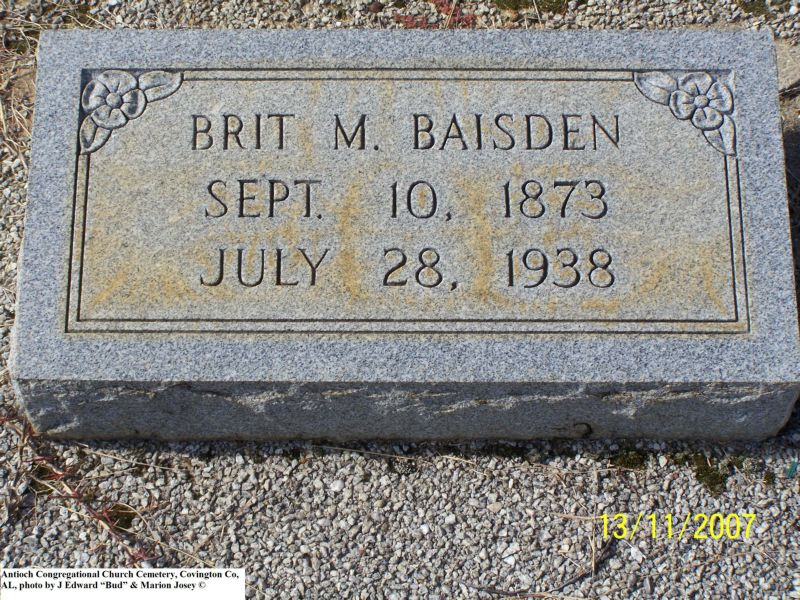 BRIT M. BAISDEN
SEPT. 10, 1873
JULY 28, 1938
13/11/2007
Antioch Congregational Church Cemetery, Covington Co,
AL, photo by J Edward “Bud” & Marion Josey ©